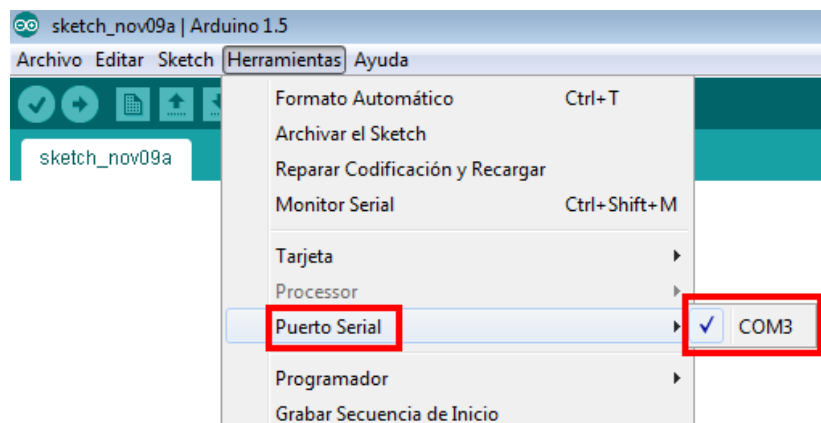 sketch_nov09a | Arduino 1.5
Archivo Editar Sketch Herramientas Ayuda
sketch_nov09a
Formato Automático Ctrl+T
Archivar el Sketch
Reparar Codificación y Recargar
Monitor Serial Ctrl+Shift+M
Tarjeta
Processor
Puerto Serial COM3
Programador
Grabar Secuencia de Inicio